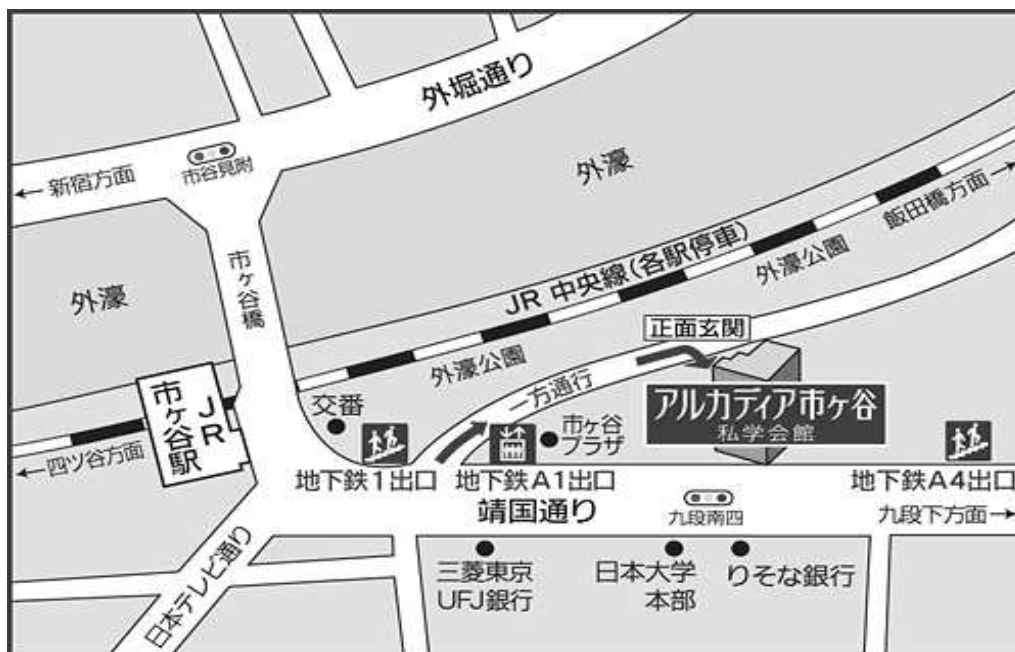 外堀通り
市谷見附
←新宿方面
外濠
飯田橋方面→
市ヶ谷橋
外濠
JR 中央線(各駅停車)
外濠公園
正面玄関
外濠公園
JR
市ヶ谷駅
交番
一方通行
市ヶ谷
プラザ
アルカディア市ヶ谷
私学会館
←四ツ谷方面
地下鉄1出口
地下鉄A1出口
地下鉄A4出口
靖国通り
九段南四
九段下方面→
日本テレビ通り
三菱東京
UFJ銀行
日本大学
本部
りそな銀行